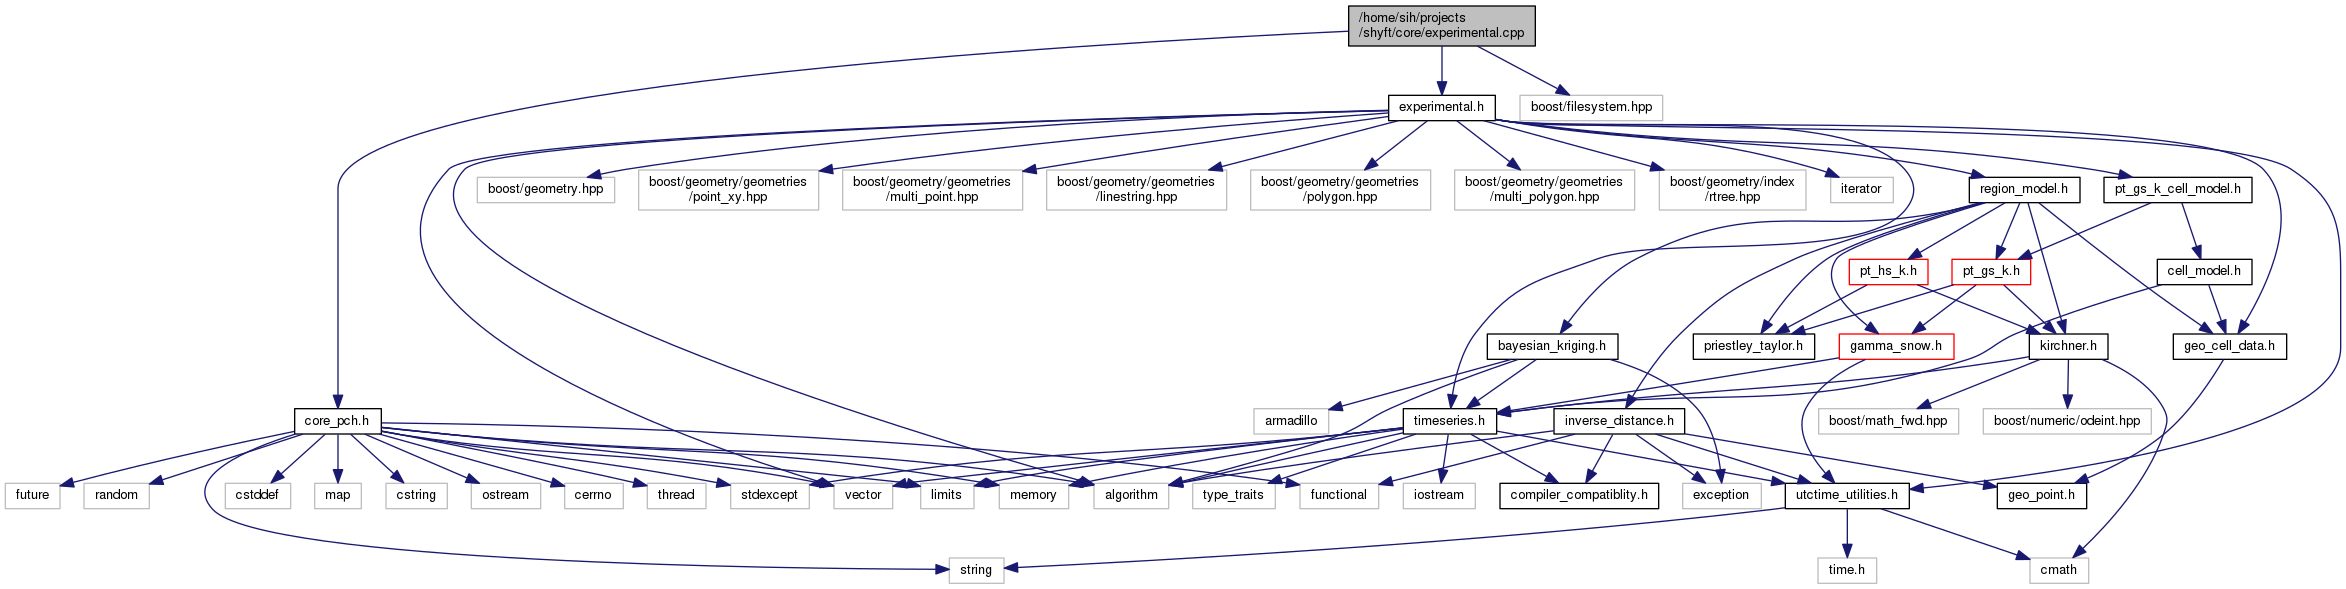 /home/sih/projects
/shyft/core/experimental.cpp
experimental.h
boost/filesystem.hpp
boost/geometry.hpp
boost/geometry/geometries
/point_xy.hpp
boost/geometry/geometries
/multi_point.hpp
boost/geometry/geometries
/linestring.hpp
boost/geometry/geometries
/polygon.hpp
boost/geometry/geometries
/multi_polygon.hpp
boost/geometry/index
/rtree.hpp
iterator
region_model.h
pt_gs_k_cell_model.h
pt_hs_k.h
pt_gs_k.h
cell_model.h
bayesian_kriging.h
priestley_taylor.h
gamma_snow.h
kirchner.h
geo_cell_data.h
core_pch.h
armadillo
timeseries.h
inverse_distance.h
boost/math_fwd.hpp
boost/numeric/odeint.hpp
future
random
cstddef
map
cstring
ostream
cerrno
thread
stdexcept
vector
limits
memory
algorithm
type_traits
functional
iostream
compiler_compatiblity.h
exception
utctime_utilities.h
geo_point.h
string
time.h
cmath